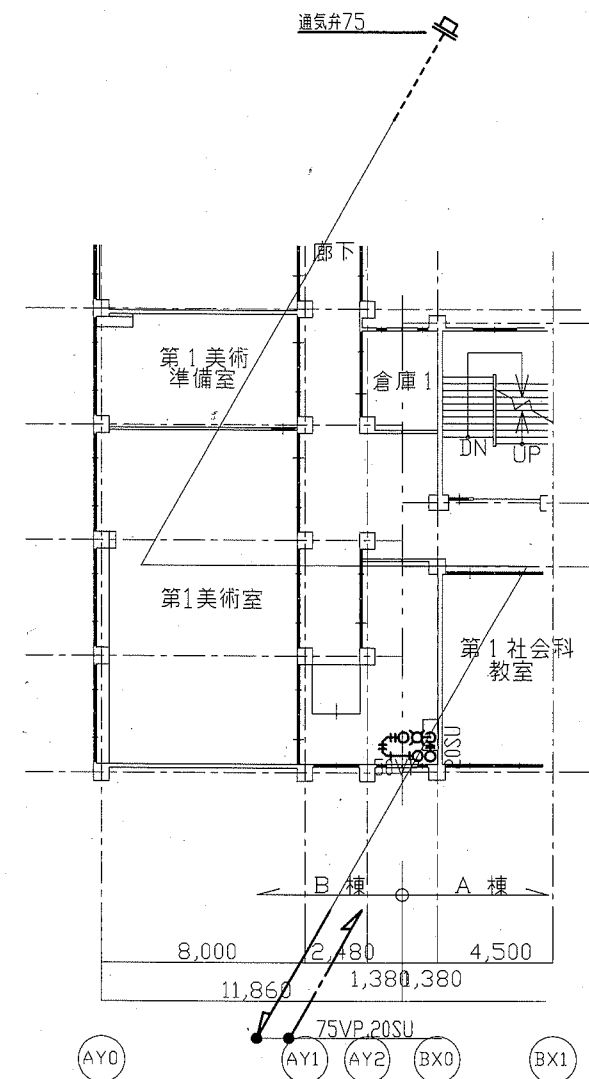 通気弁75
廊下
第1美術
準備室
倉庫1
DN UP
第1美術室
第1社会科
教室
20SU
B 棟 A 棟
8,000 2,480 4,500
1,380 1,380
11,860
75VP,20SU
AY0 AY1 AY2 BX0 BX1